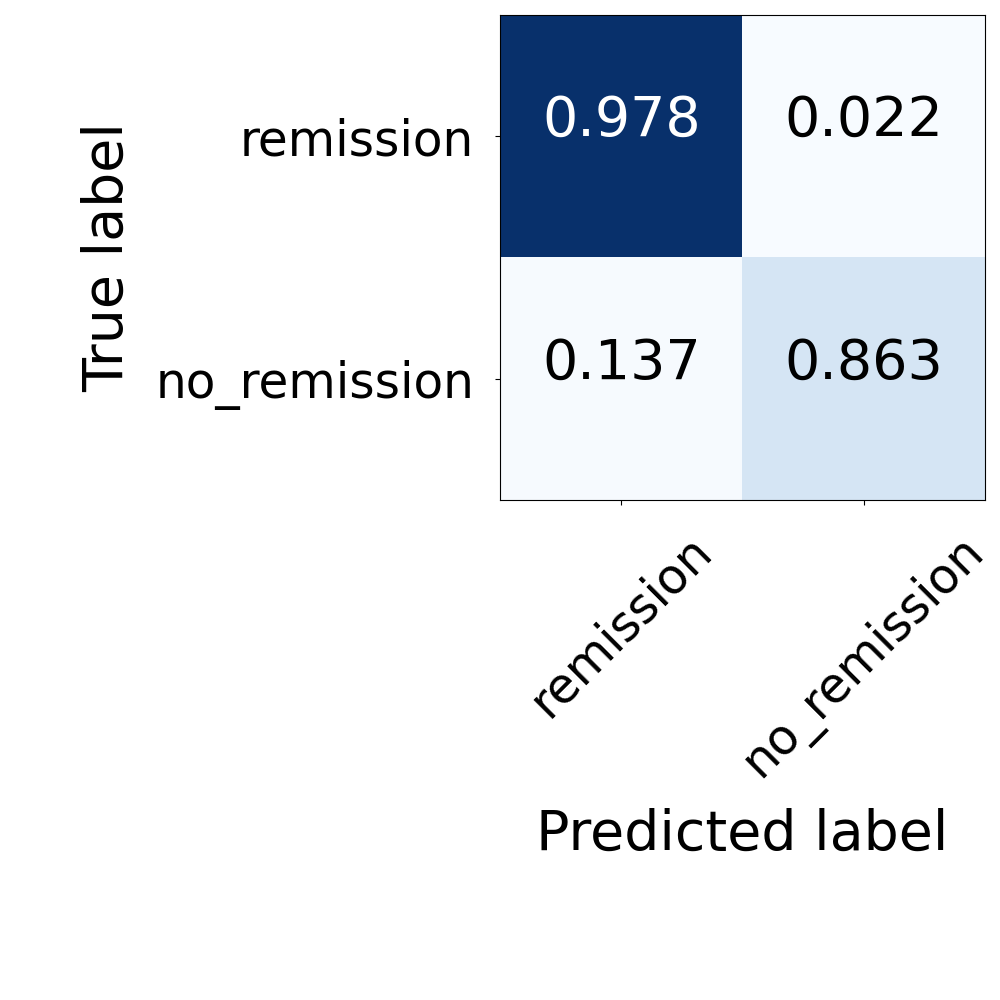 True label
remission
0.978
0.022
no_remission
0.137
0.863
remission
no_remission
Predicted label